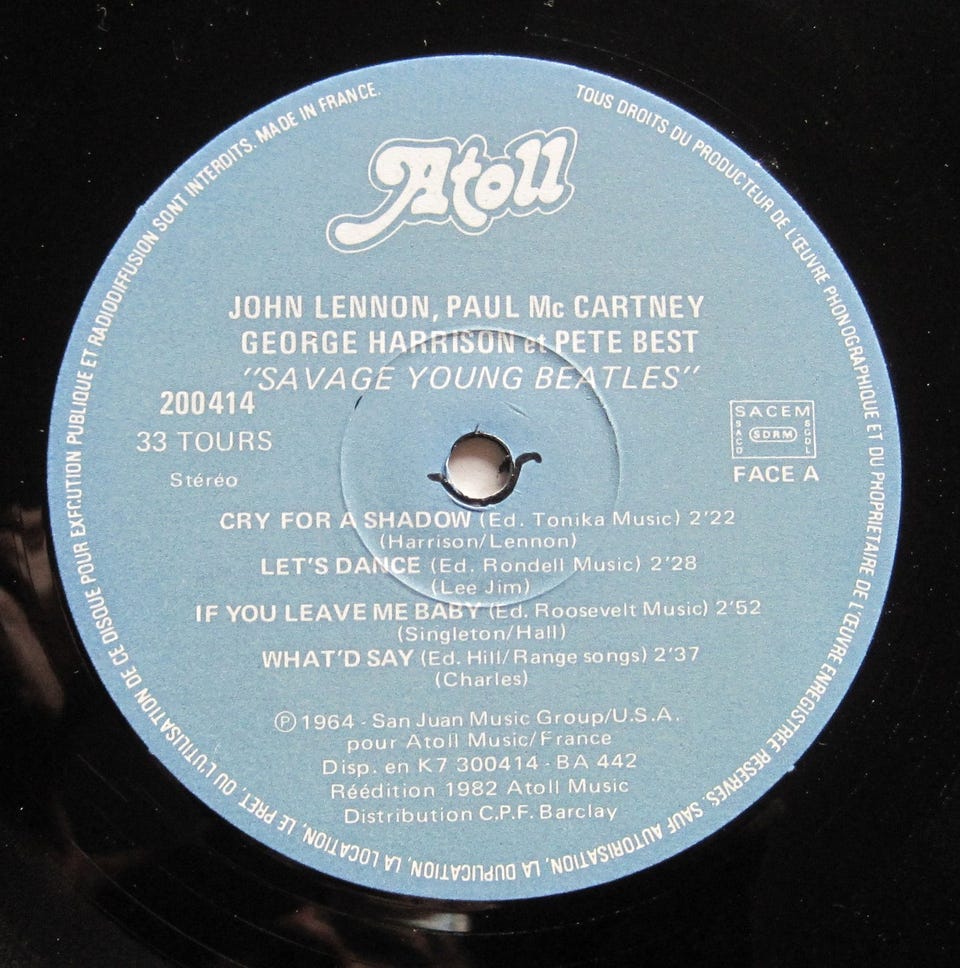 Atoll
JOHN LENNON, PAUL Mc CARTNEY
GEORGE HARRISON et PETE BEST
"SAVAGE YOUNG BEATLES"
200414
33 TOURS
Stéréo
SACEM
SACD
SDRM
SGDL
FACE A
CRY FOR A SHADOW (Ed. Tonika Music) 2'22
(Harrison/Lennon)
LET'S DANCE (Ed. Rondell Music) 2'28
(Lee Jim)
IF YOU LEAVE ME BABY (Ed. Roosevelt Music) 2'52
(Singleton/Hall)
WHAT'D SAY (Ed. Hill/Range songs) 2'37
(Charles)
Ⓟ 1964 - San Juan Music Group/U.S.A.
pour Atoll Music/France
Disp. en K7 300414 - BA 442
Réédition 1982 Atoll Music
Distribution C.P.F. Barclay
TOUS DROITS DU PRODUCTEUR DE L'ŒUVRE PHONOGRAPHIQUE ET DU PROPRIETAIRE DE L'ŒUVRE ENREGISTREE RESERVES. SAUF AUTORISATION, LA DUPLICATION, LA LOCATION, LE PRET, OU L'UTILISATION DE CE DISQUE POUR EXECUTION PUBLIQUE ET RADIODIFFUSION SONT INTERDITS. MADE IN FRANCE.